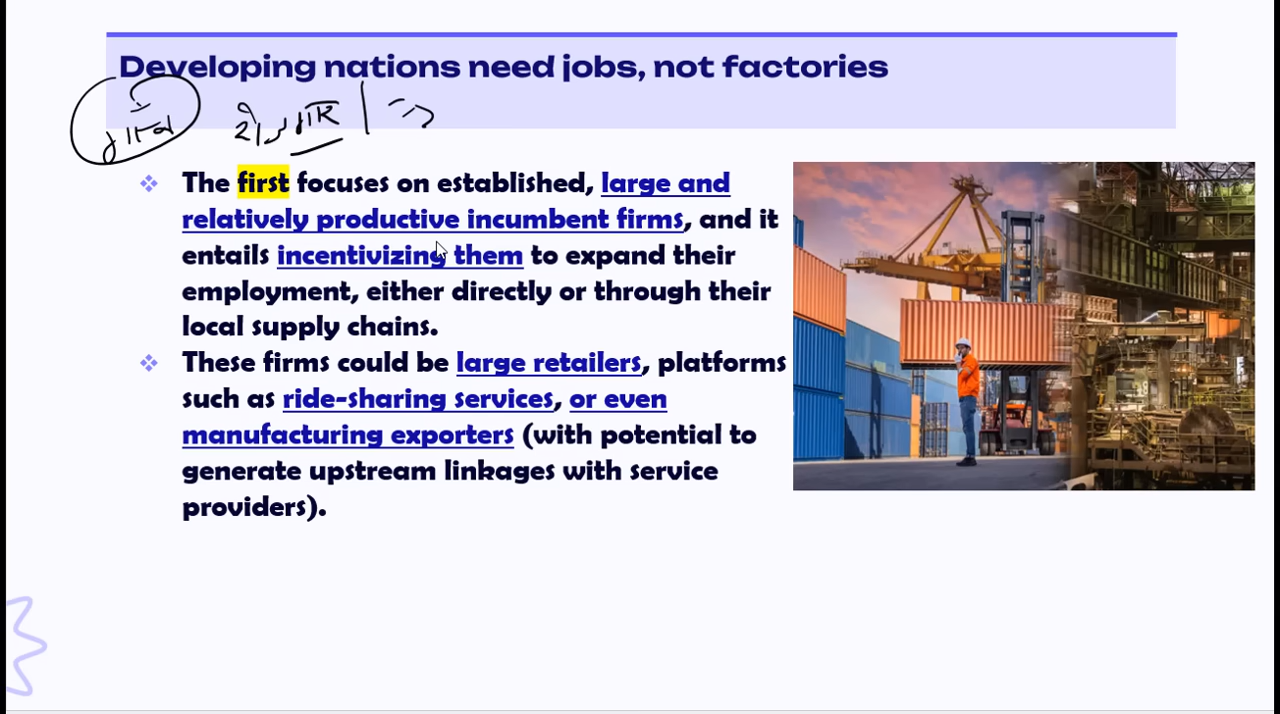 Developing nations need jobs, not factories
❖ The first focuses on established, large and
relatively productive incumbent firms, and it
entails incentivizing them to expand their
employment, either directly or through their
local supply chains.
❖ These firms could be large retailers, platforms
such as ride-sharing services, or even
manufacturing exporters (with potential to
generate upstream linkages with service
providers).